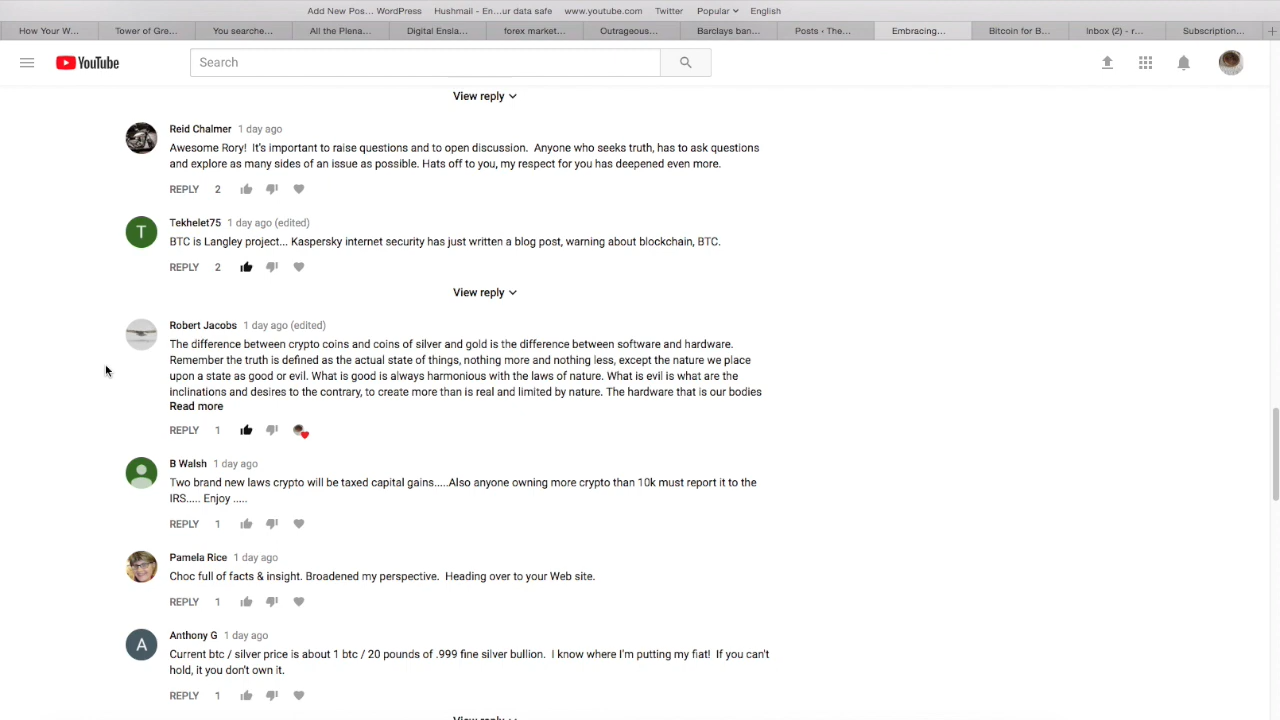 Add New Pos... WordPress Hushmail - En...ur data safe www.youtube.com Twitter Popular English
How Your W... Tower of Gre... You searche... All the Plena... Digital Ensla... forex market... Outrageous... Barclays ban... Posts ‹ The... Embracing... Bitcoin for B... Inbox (2) - r... Subscription...
YouTube Search
View reply
Reid Chalmer 1 day ago
Awesome Rory! It's important to raise questions and to open discussion. Anyone who seeks truth, has to ask questions
and explore as many sides of an issue as possible. Hats off to you, my respect for you has deepened even more.
REPLY 2
Tekhelet75 1 day ago (edited)
BTC is Langley project... Kaspersky internet security has just written a blog post, warning about blockchain, BTC.
REPLY 2
View reply
Robert Jacobs 1 day ago (edited)
The difference between crypto coins and coins of silver and gold is the difference between software and hardware.
Remember the truth is defined as the actual state of things, nothing more and nothing less, except the nature we place
upon a state as good or evil. What is good is always harmonious with the laws of nature. What is evil is what are the
inclinations and desires to the contrary, to create more than is real and limited by nature. The hardware that is our bodies
Read more
REPLY 1
B Walsh 1 day ago
Two brand new laws crypto will be taxed capital gains.....Also anyone owning more crypto than 10k must report it to the
IRS..... Enjoy .....
REPLY 1
Pamela Rice 1 day ago
Choc full of facts & insight. Broadened my perspective. Heading over to your Web site.
REPLY 1
A
Anthony G 1 day ago
Current btc / silver price is about 1 btc / 20 pounds of .999 fine silver bullion. I know where I'm putting my fiat! If you can't
hold, it you don't own it.
REPLY 1
View reply